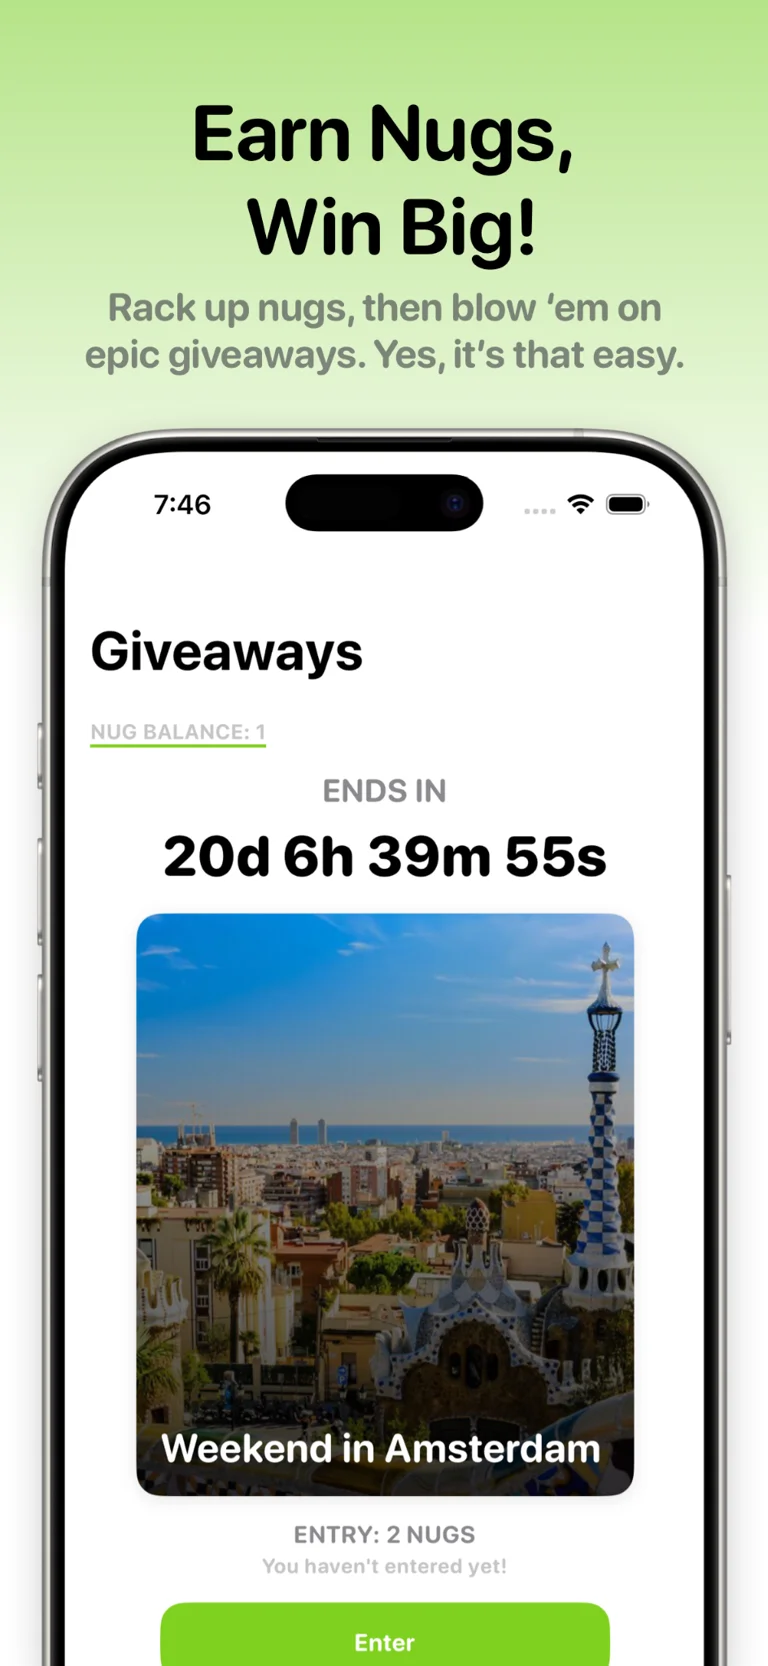 Earn Nugs,
Win Big!
Rack up nugs, then blow ‘em on
epic giveaways. Yes, it’s that easy.
7:46
Giveaways
NUG BALANCE: 1
ENDS IN
20d 6h 39m 55s
Weekend in Amsterdam
ENTRY: 2 NUGS
You haven't entered yet!
Enter